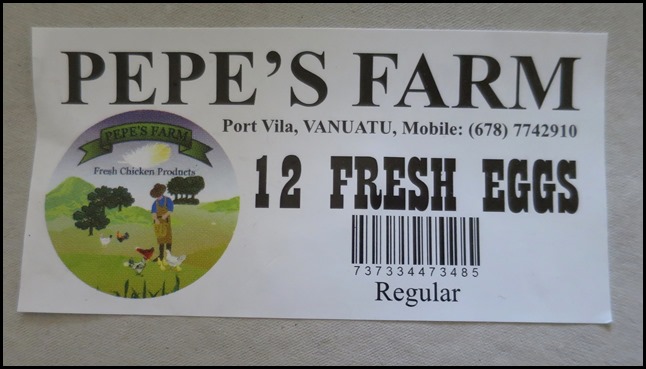 PEPE'S FARM
Port Vila, VANUATU, Mobile: (678) 7742910
PEPE'S FARM
Fresh Chicken Products
12 FRESH EGGS
737334473485
Regular